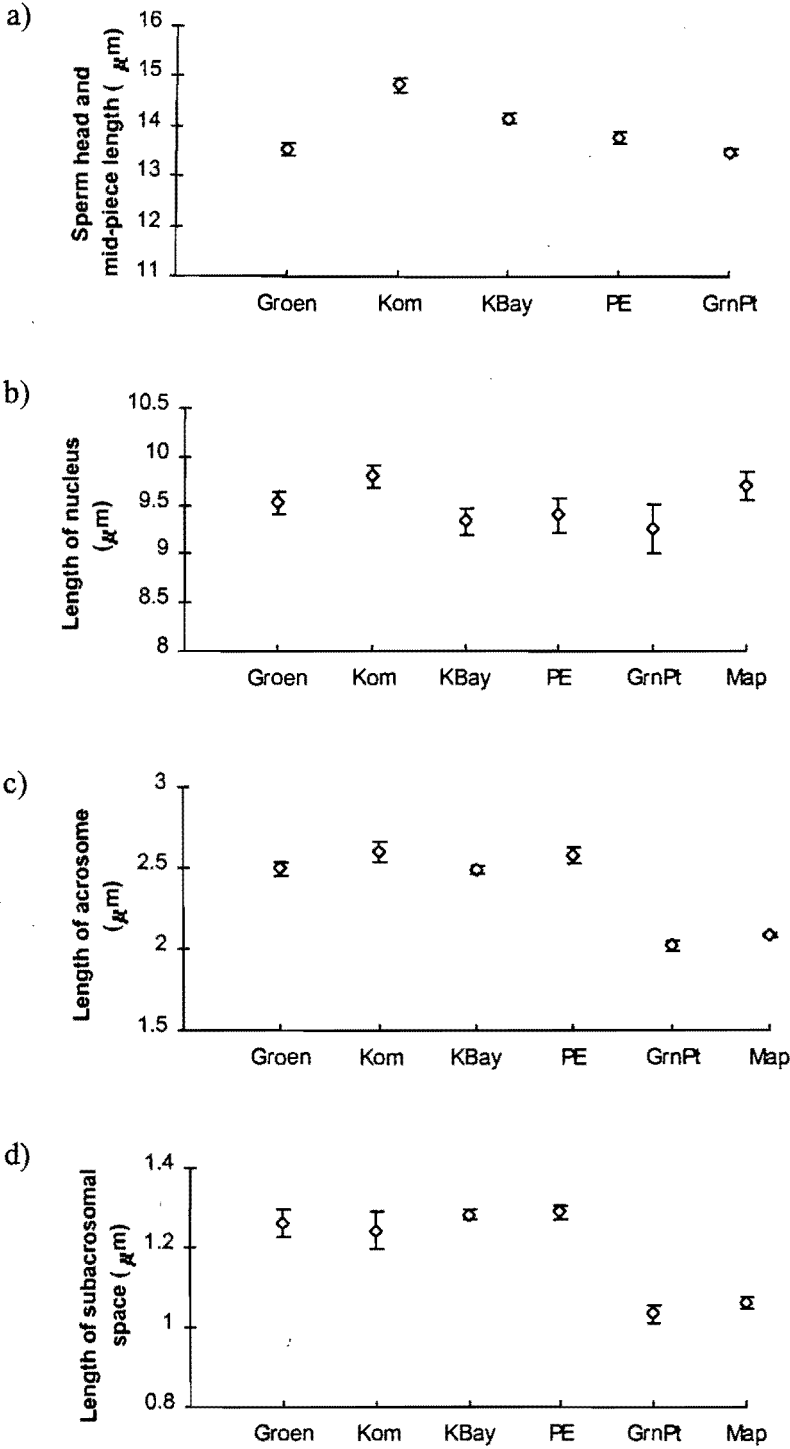 a)
Sperm head and
mid-piece length ( μm)
16
15
14
13
12
11
Groen Kom KBay PE GrnPt
b)
Length of nucleus
(μm)
10.5
10
9.5
9
8.5
8
Groen Kom KBay PE GrnPt Map
c)
Length of acrosome
(μm)
3
2.5
2
1.5
Groen Kom KBay PE GrnPt Map
d)
Length of subacrosomal
space ( μm)
1.4
1.2
1
0.8
Groen Kom KBay PE GrnPt Map